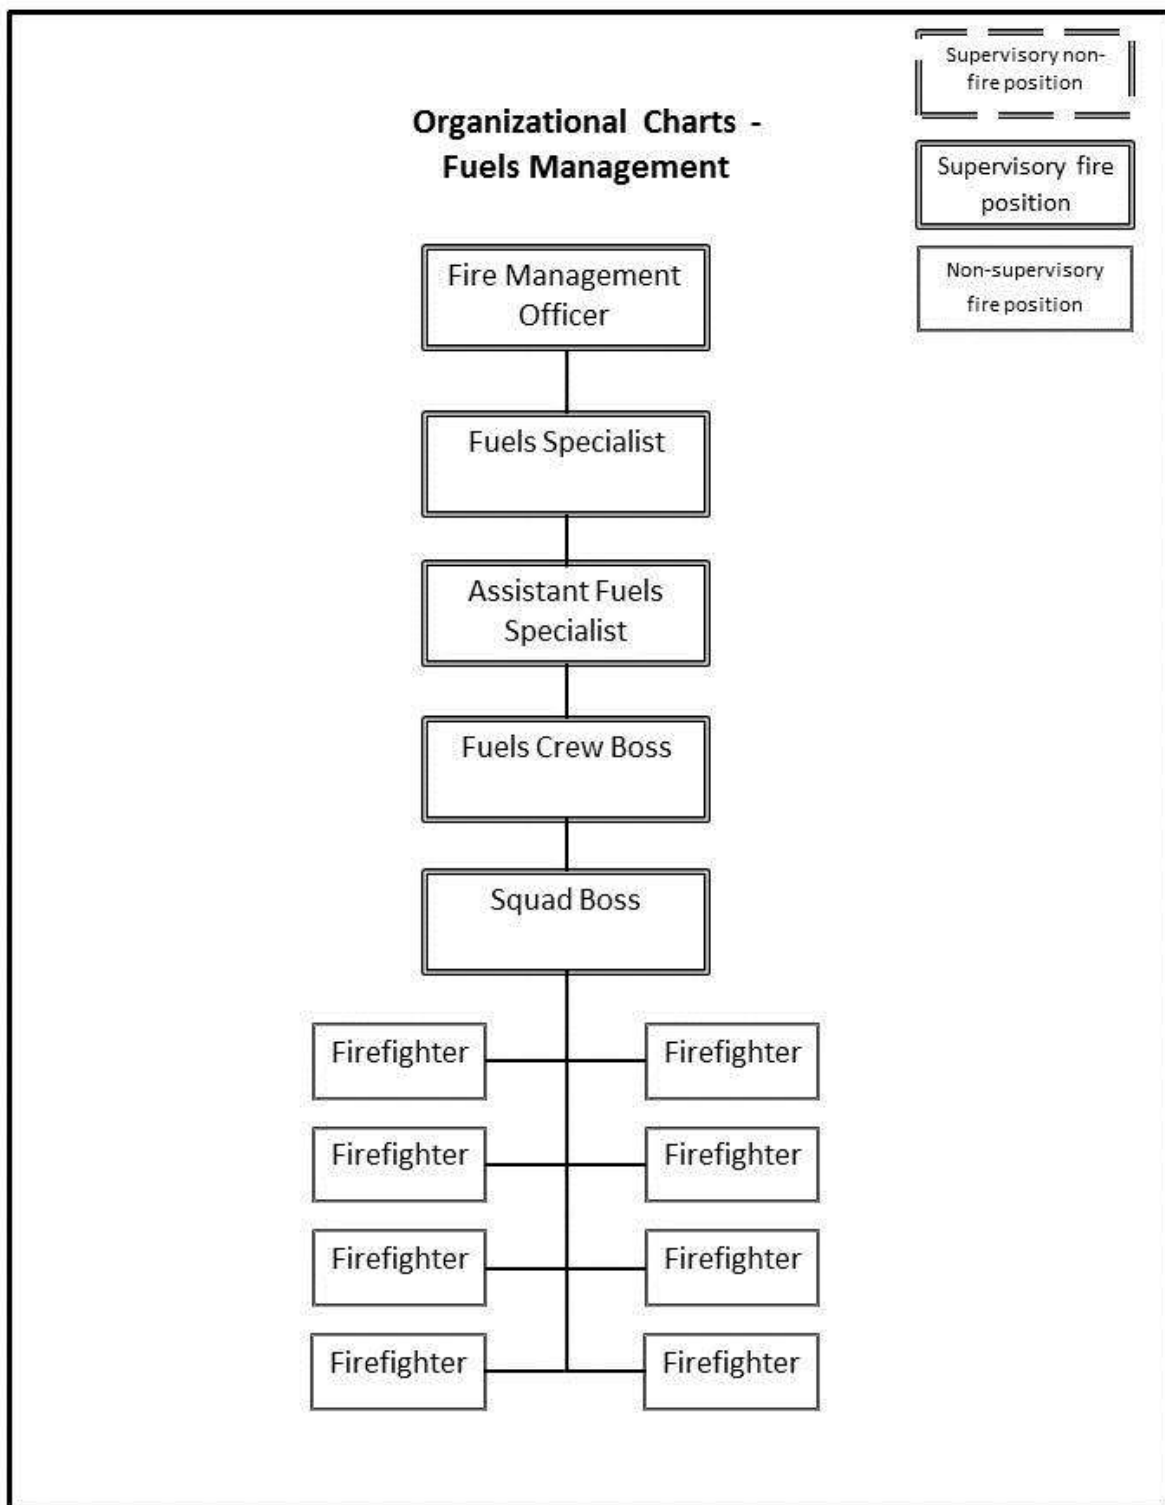 Supervisory non-
fire position
Organizational Charts -
Fuels Management
Supervisory fire
position
Non-supervisory
fire position
Fire Management
Officer
Fuels Specialist
Assistant Fuels
Specialist
Fuels Crew Boss
Squad Boss
Firefighter
Firefighter
Firefighter
Firefighter
Firefighter
Firefighter
Firefighter
Firefighter